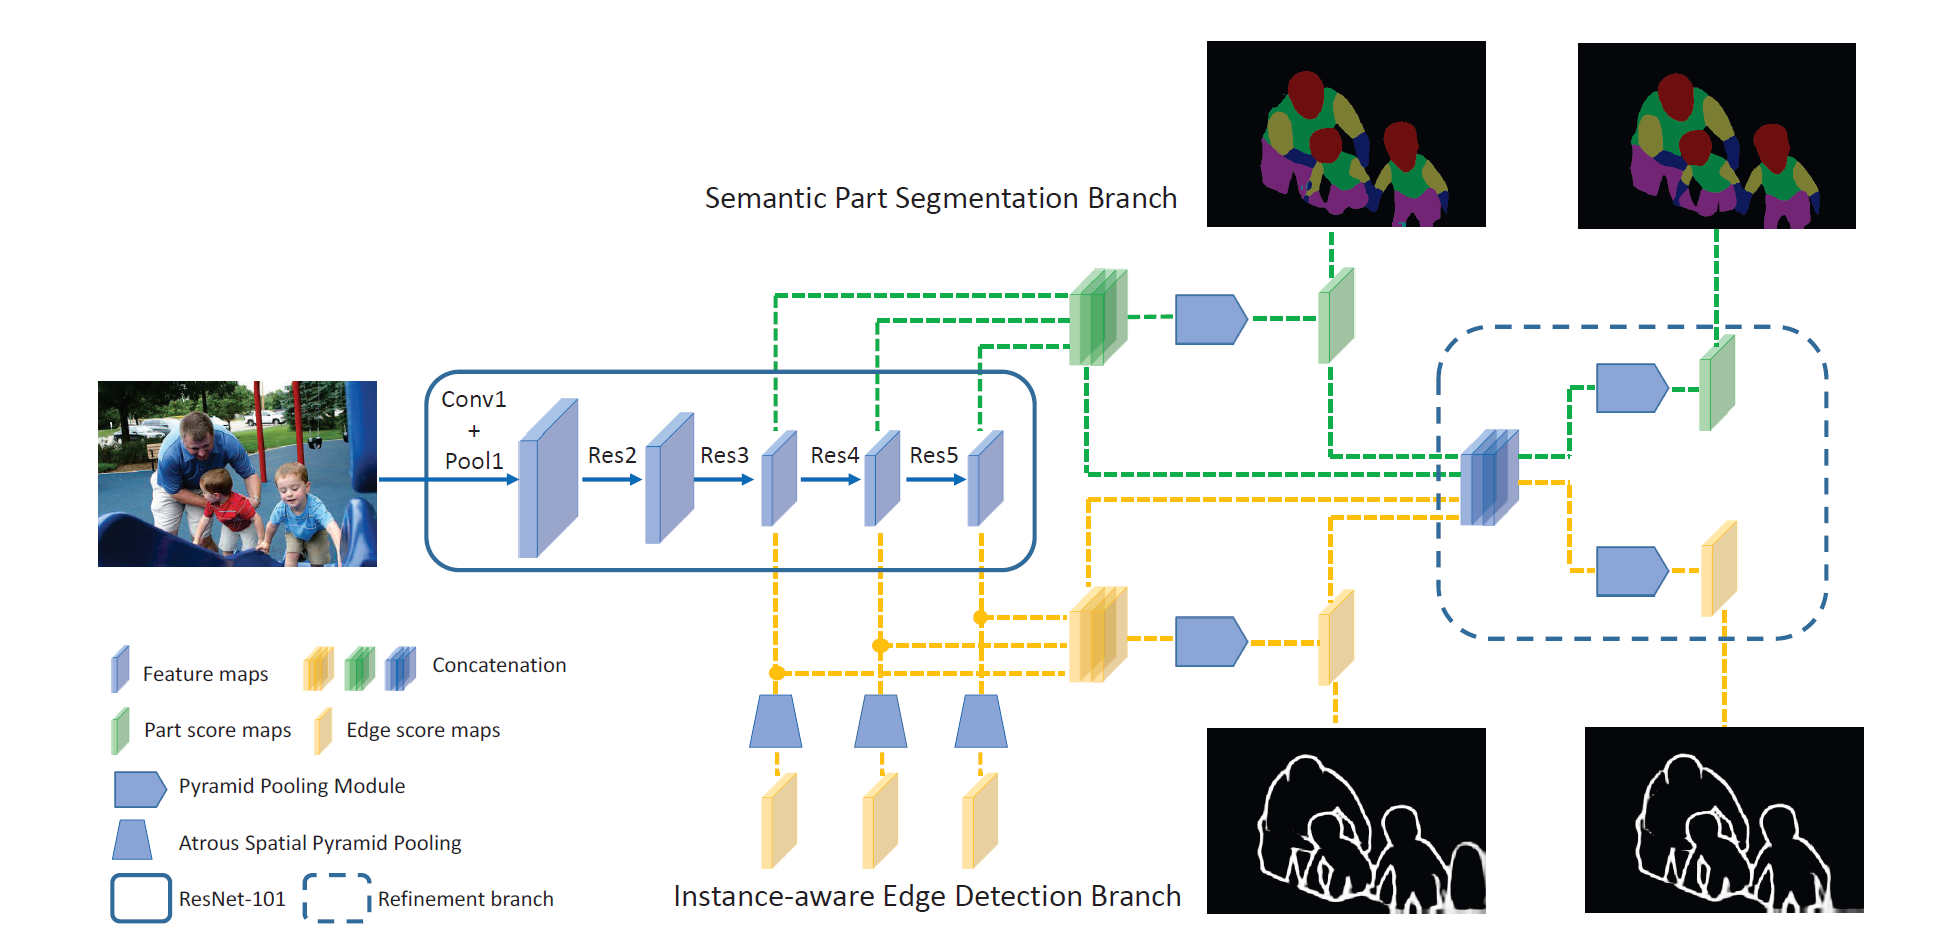 Semantic Part Segmentation Branch
Conv1
+
Pool1
Res2
Res3
Res4
Res5
Feature maps
Concatenation
Part score maps
Edge score maps
Pyramid Pooling Module
Atrous Spatial Pyramid Pooling
ResNet-101
Refinement branch
Instance-aware Edge Detection Branch